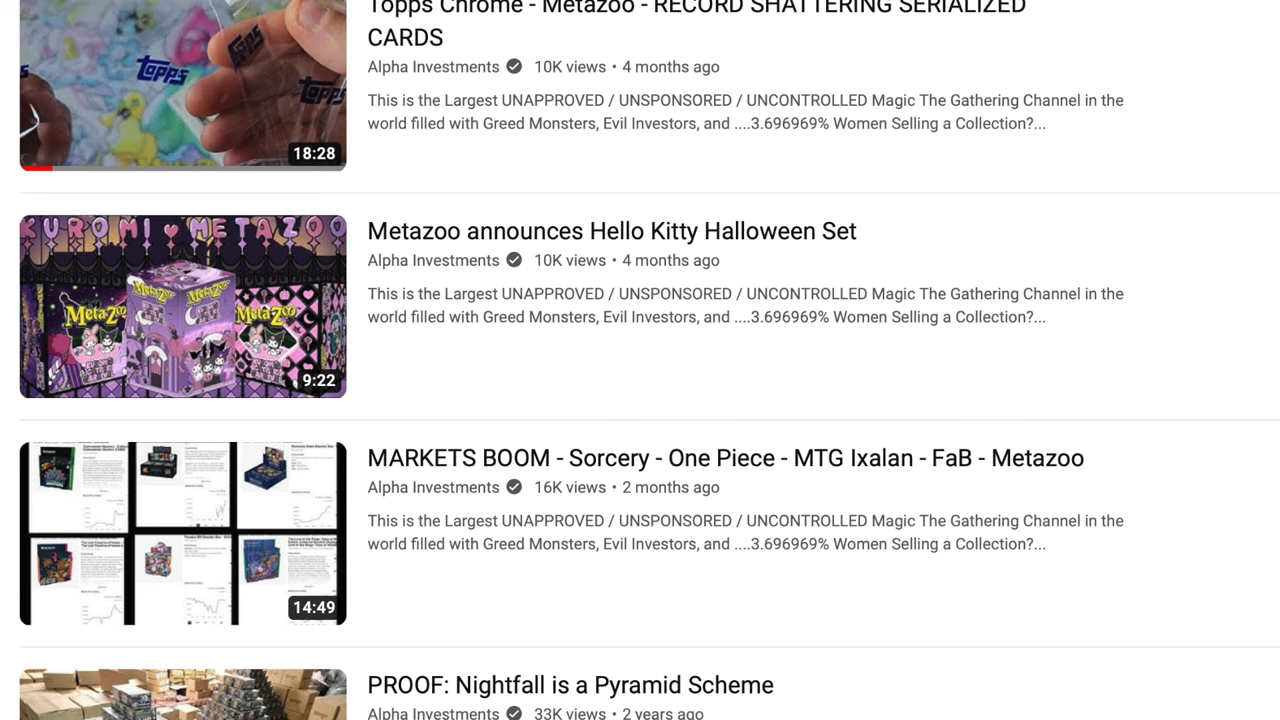 Topps Chrome - Metazoo - RECORD SHATTERING SERIALIZED
CARDS
Alpha Investments 10K views • 4 months ago
This is the Largest UNAPPROVED / UNSPONSORED / UNCONTROLLED Magic The Gathering Channel in the
world filled with Greed Monsters, Evil Investors, and ....3.696969% Women Selling a Collection?...
Topps
Topps
Topps
18:28
Metazoo announces Hello Kitty Halloween Set
Alpha Investments 10K views • 4 months ago
This is the Largest UNAPPROVED / UNSPONSORED / UNCONTROLLED Magic The Gathering Channel in the
world filled with Greed Monsters, Evil Investors, and ....3.696969% Women Selling a Collection?...
KUROMI ♥ METAZOO
MetaZoo
MetaZoo
MetaZoo
MetaZoo
9:22
MARKETS BOOM - Sorcery - One Piece - MTG Ixalan - FaB - Metazoo
Alpha Investments 16K views • 2 months ago
This is the Largest UNAPPROVED / UNSPONSORED / UNCONTROLLED Magic The Gathering Channel in the
world filled with Greed Monsters, Evil Investors, and ....3.696969% Women Selling a Collection?...
14:49
PROOF: Nightfall is a Pyramid Scheme
Alpha Investments 33K views • 2 years ago